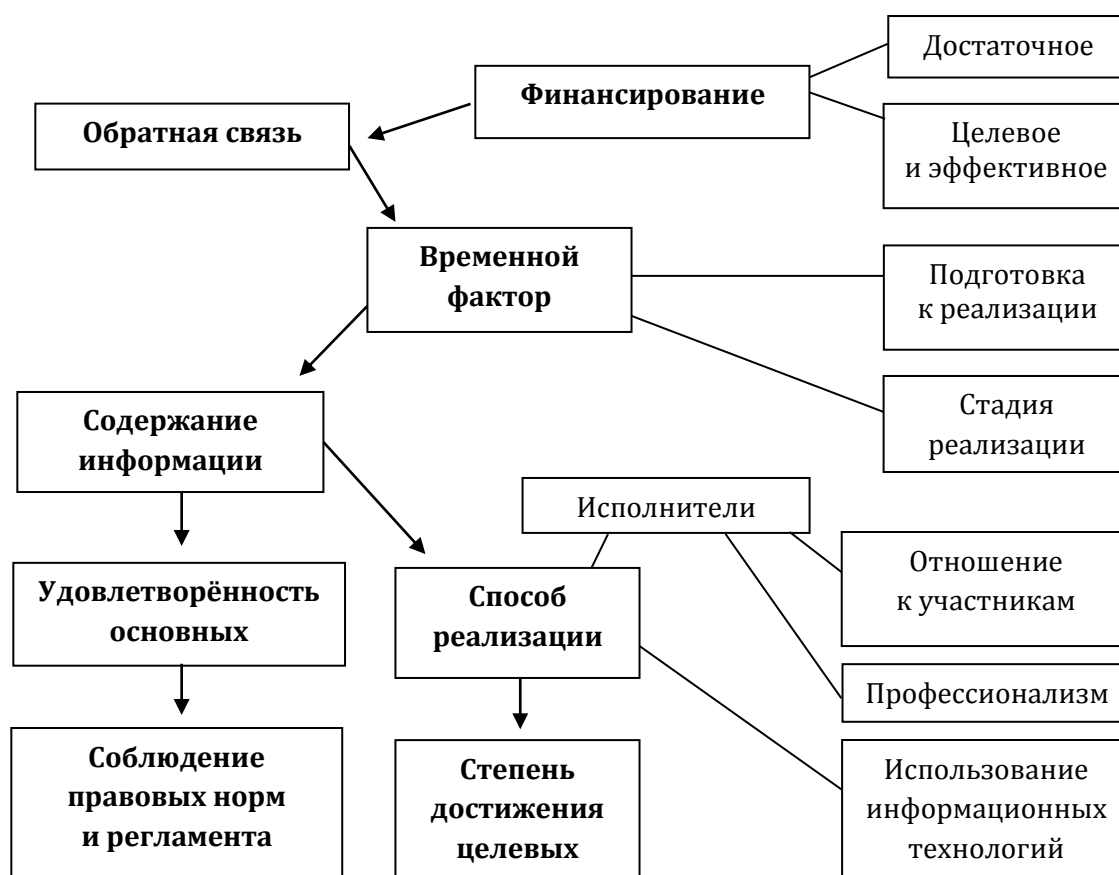 Достаточное
Финансирование
Обратная связь
Целевое
и эффективное
Временной
фактор
Подготовка
к реализации
Содержание
информации
Стадия
реализации
Исполнители
Отношение
к участникам
Удовлетворённость
основных
Способ
реализации
Профессионализм
Соблюдение
правовых норм
и регламента
Степень
достижения
целевых
Использование
информационных
технологий